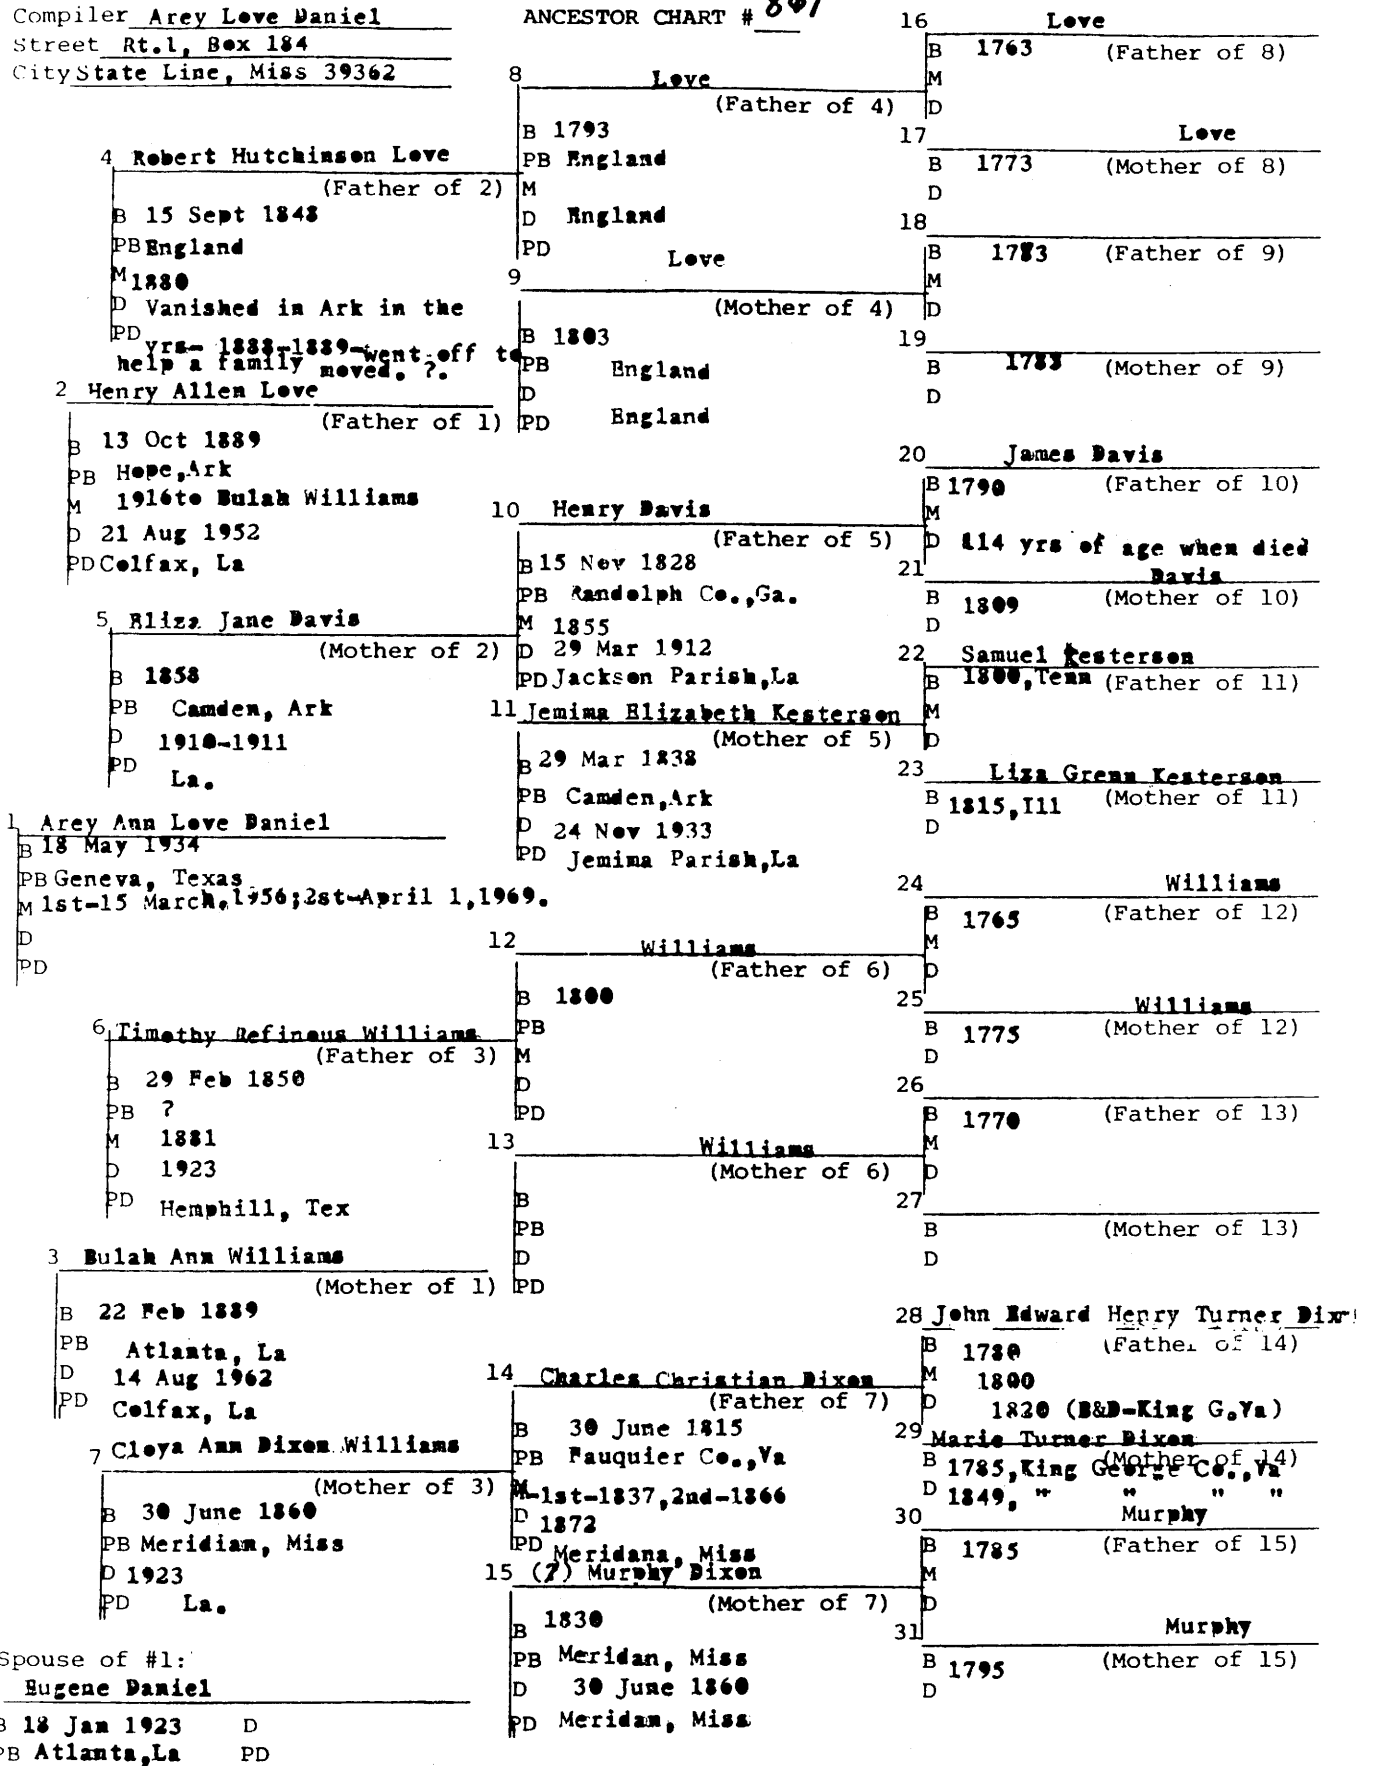 Compiler Arey Love Daniel
Street Rt.1, Box 184
City State Line, Miss 39362
ANCESTOR CHART # 
4 Robert Hutchinson Love
(Father of 2)
B 15 Sept 1848
PB England
M 1880
D Vanished in Ark in the
PD yrs- 1888-1889-went off to
help a family moved. ?.
2 Henry Allen Love
(Father of 1)
B 13 Oct 1889
PB Hope,Ark
M 1916to Bulah Williams
D 21 Aug 1952
PD Colfax, La
5 Eliza Jane Davis
(Mother of 2)
B 1858
PB Camden, Ark
D 1910-1911
PD La.
1 Arey Ann Love Daniel
B 18 May 1934
PB Geneva, Texas
M 1st-15 March,1956;2st-April 1,1969.
D
PD
6 Timothy Refinous Williams
(Father of 3)
B 29 Feb 1850
PB ?
M 1881
D 1923
PD Hemphill, Tex
3 Bulah Ann Williams
(Mother of 1)
B 22 Feb 1889
PB Atlanta, La
D 14 Aug 1962
PD Colfax, La
7 Cloya Ann Dixon Williams
(Mother of 3)
B 30 June 1860
PB Meridian, Miss
D 1923
PD La.
Spouse of #1:
Eugene Daniel
B 18 Jan 1923 D
PB Atlanta,La PD
8 Love
(Father of 4)
B 1793
PB England
M
D England
PD
9 Love
(Mother of 4)
B 1803
PB England
D
PD England
10 Henry Davis
(Father of 5)
B 15 Nov 1828
PB Randolph Co.,Ga.
M 1855
D 29 Mar 1912
PD Jackson Parish,La
11 Jemima Elizabeth Kesterson
(Mother of 5)
B 29 Mar 1838
PB Camden,Ark
D 24 Nov 1933
PD Jemima Parish,La
12 Williams
(Father of 6)
B 1800
PB
M
D
PD
13 Williams
(Mother of 6)
B
PB
D
PD
14 Charles Christian Dixon
(Father of 7)
B 30 June 1815
PB Fauquier Co.,Va
M-1st-1837,2nd-1866
D 1872
PD Meridana, Miss
15 (?) Murphy Dixon
(Mother of 7)
B 1830
PB Meridan, Miss
D 30 June 1860
PD Meridan, Miss
16 Love
B 1763 (Father of 8)
M
D
17 Love
B 1773 (Mother of 8)
D
18
B 1783 (Father of 9)
M
D
19
B 1783 (Mother of 9)
D
20 James Davis
B 1790 (Father of 10)
M
D 114 yrs of age when died
21 Davis
B 1809 (Mother of 10)
D
22 Samuel Kesterson
B 1800,Tenn (Father of 11)
M
D
23 Liza Grenn Kesterson
B 1815,Ill (Mother of 11)
D
24 Williams
B 1765 (Father of 12)
M
D
25 Williams
B 1775 (Mother of 12)
D
26
B 1770 (Father of 13)
M
D
27
B (Mother of 13)
D
28 John Edward Henry Turner
B 1780 (Father of 14)
M 1800
D 1820 (B&D-King G.Va)
29 Marie Turner Dixon
B 1785,King George Co.,Va (Mother of 14)
D 1849, " " " "
30 Murphy
B 1785 (Father of 15)
M
D
31 Murphy
B 1795 (Mother of 15)
D